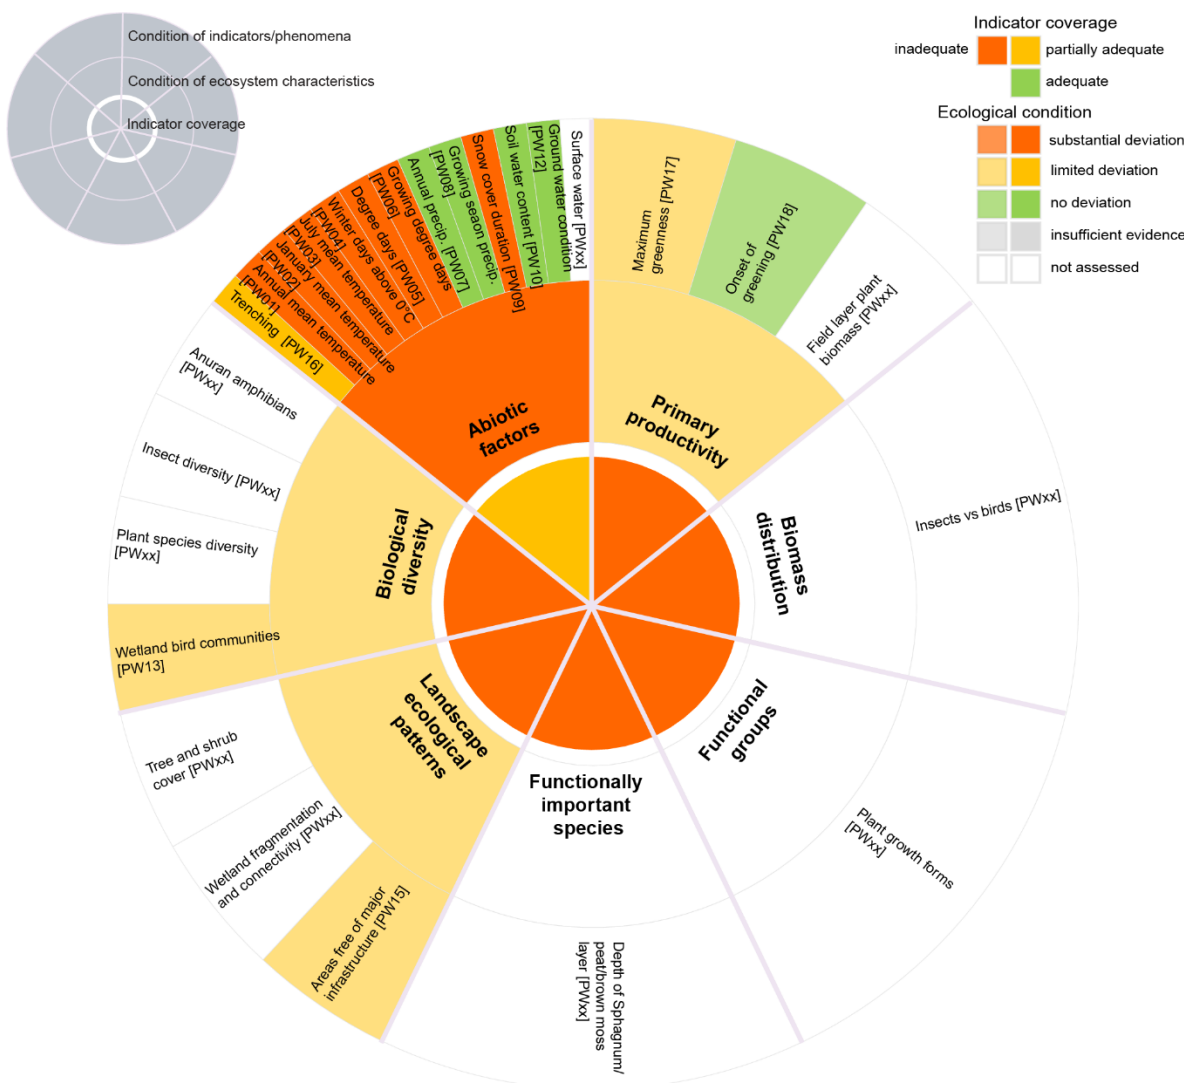 Condition of indicators/phenomena
Condition of ecosystem characteristics
Indicator coverage
Indicator coverage
inadequate
partially adequate
adequate
Ecological condition
substantial deviation
limited deviation
no deviation
insufficient evidence
not assessed
Trenching [PW16]
Annual mean temperature
[PW01]
January mean temperature
[PW02]
July mean temperature
[PW03]
Winter days above 0°C
[PW04]
Degree days [PW05]
Growing degree days
[PW06]
Annual precip. [PW07]
Growing seaon precip.
[PW08]
Snow cover duration [PW09]
Soil water content [PW10]
Ground water condition
[PW12]
Surface water [PWxx]
Maximum
greenness [PW17]
Onset of
greening [PW18]
Field layer plant
biomass [PWxx]
Abiotic
factors
Primary
productivity
Biomass
distribution
Insects vs birds [PWxx]
Functional
groups
Plant growth forms
[PWxx]
Functionally
important
species
Depth of Sphagnum/
peat/brown moss
layer [PWxx]
Landscape
ecological
patterns
Areas free of major
infrastructure [PW15]
Wetland fragmentation
and connectivity [PWxx]
Tree and shrub
cover [PWxx]
Biological
diversity
Wetland bird communities
[PW13]
Plant species diversity
[PWxx]
Insect diversity [PWxx]
Anuran amphibians
[PWxx]